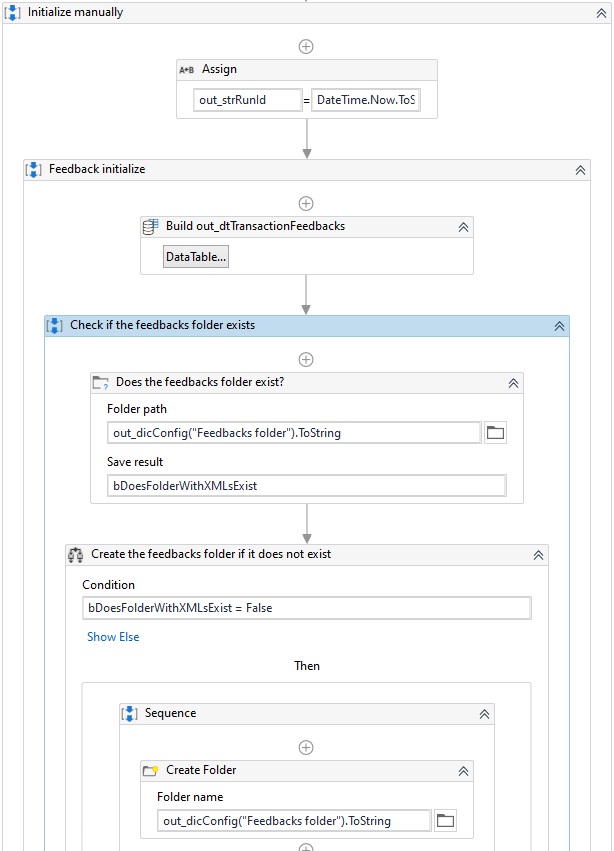 Initialize manually
A+B Assign
out_strRunId = DateTime.Now.ToS
Feedback initialize
Build out_dtTransactionFeedbacks
DataTable...
Check if the feedbacks folder exists
Does the feedbacks folder exist?
Folder path
out_dicConfig("Feedbacks folder").ToString
Save result
bDoesFolderWithXMLsExist
Create the feedbacks folder if it does not exist
Condition
bDoesFolderWithXMLsExist = False
Show Else
Then
Sequence
Create Folder
Folder name
out_dicConfig("Feedbacks folder").ToString